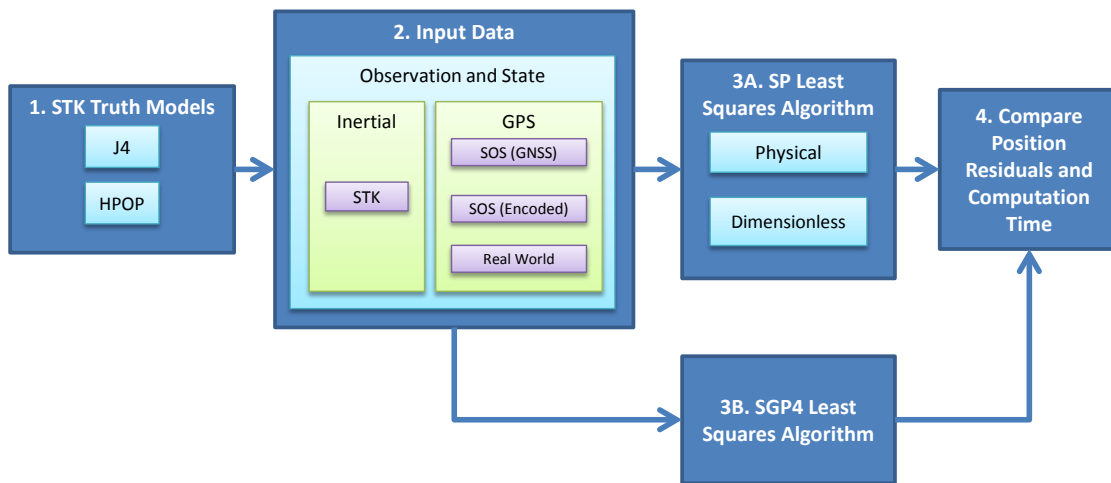 1. STK Truth Models
J4
HPOP
2. Input Data
Observation and State
Inertial
STK
GPS
SOS (GNSS)
SOS (Encoded)
Real World
3A. SP Least
Squares Algorithm
Physical
Dimensionless
3B. SGP4 Least
Squares Algorithm
4. Compare
Position
Residuals and
Computation
Time